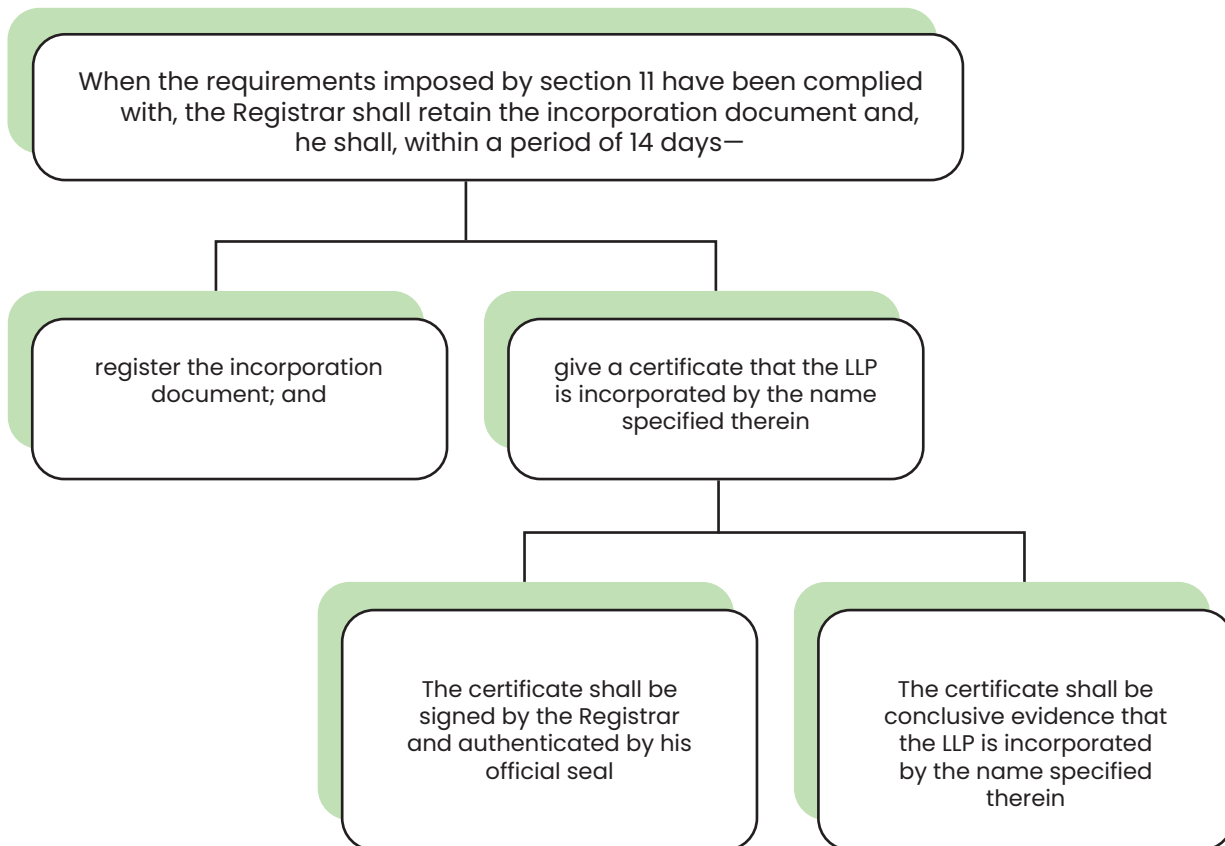 When the requirements imposed by section 11 have been complied
with, the Registrar shall retain the incorporation document and,
he shall, within a period of 14 days—
register the incorporation
document; and
give a certificate that the LLP
is incorporated by the name
specified therein
The certificate shall be
signed by the Registrar
and authenticated by his
official seal
The certificate shall be
conclusive evidence that
the LLP is incorporated
by the name specified
therein